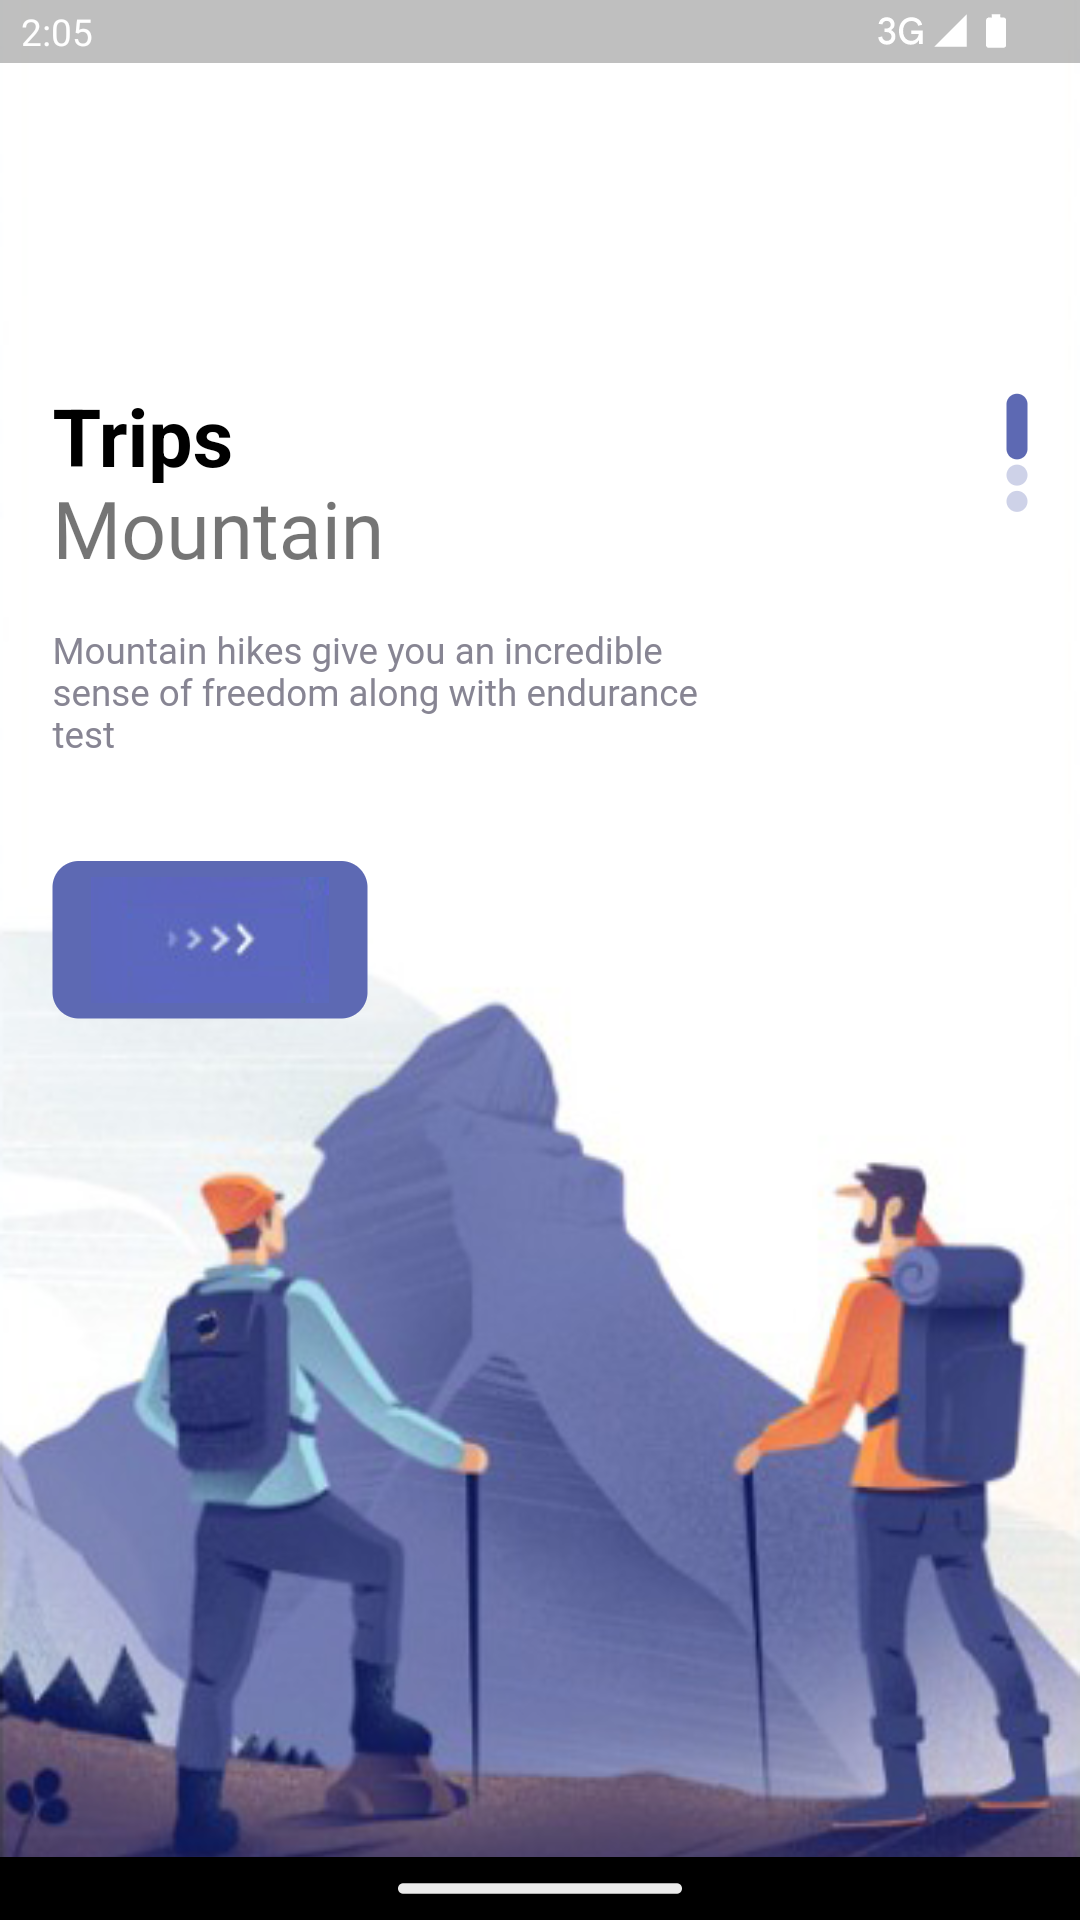 2:05
3G
Trips
Mountain
Mountain hikes give you an incredible
sense of freedom along with endurance
test